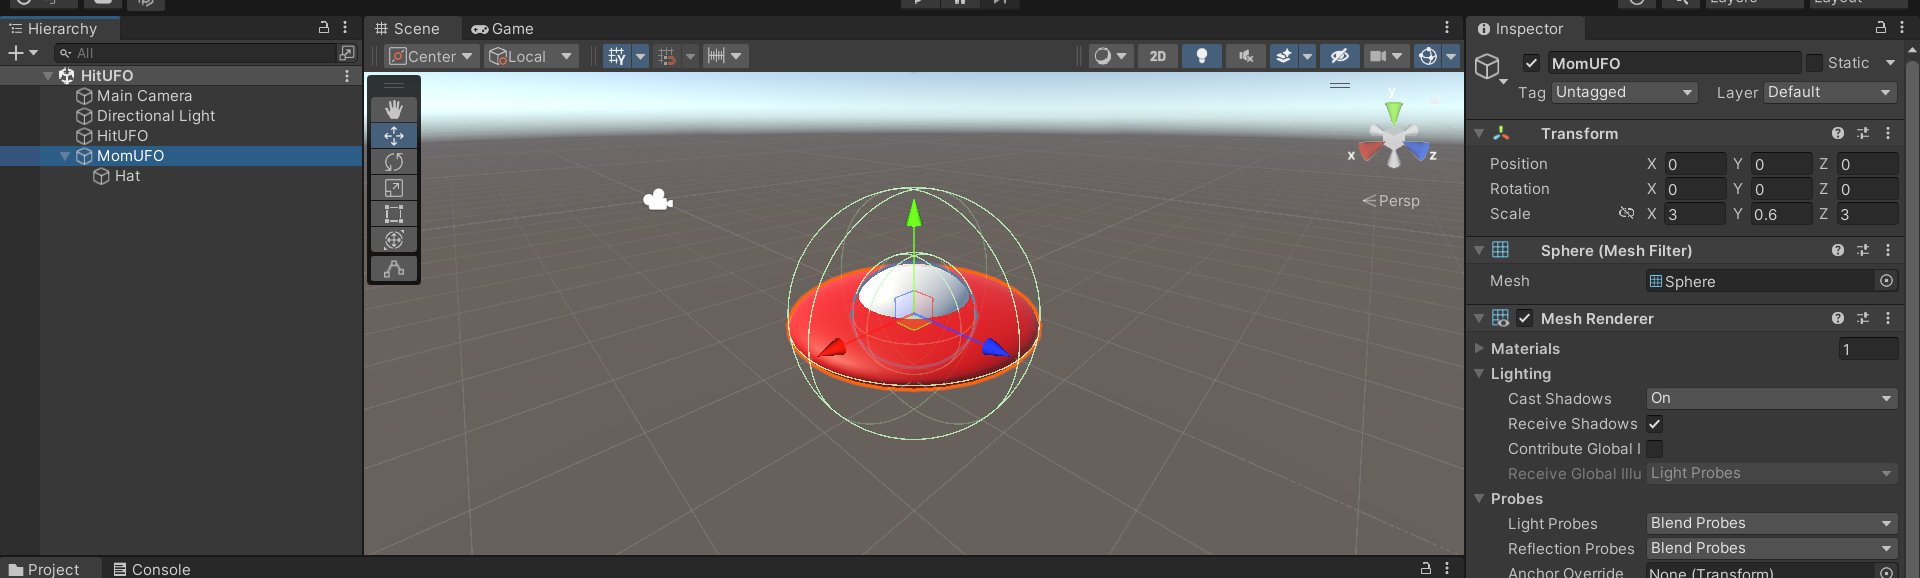 Layers
Layout
Hierarchy
All
HitUFO
Main Camera
Directional Light
HitUFO
MomUFO
Hat
Scene
Game
Center
Local
2D
y
x
z
Persp
Inspector
MomUFO
Static
Tag Untagged Layer Default
Transform
Position X 0 Y 0 Z 0
Rotation X 0 Y 0 Z 0
Scale X 3 Y 0.6 Z 3
Sphere (Mesh Filter)
Mesh Sphere
Mesh Renderer
Materials 1
Lighting
Cast Shadows On
Receive Shadows
Contribute Global I
Receive Global Illu Light Probes
Probes
Light Probes Blend Probes
Reflection Probes Blend Probes
Anchor Override None (Transform)
Project
Console